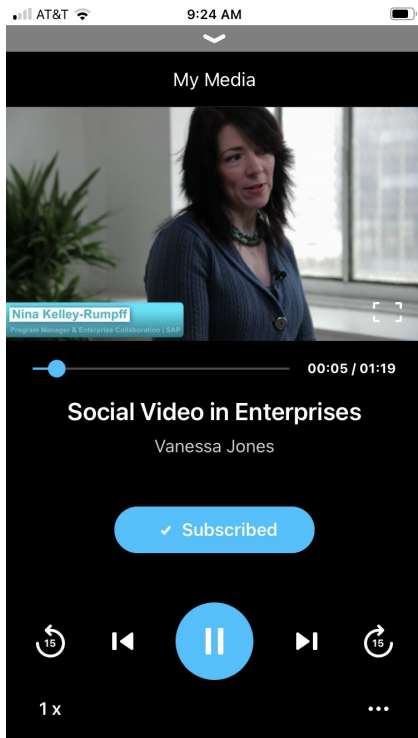 AT&T
9:24 AM
My Media
Nina Kelley-Rumpff
Program Manager & Enterprise Collaboration | SAP
00:05 / 01:19
Social Video in Enterprises
Vanessa Jones
Subscribed
15
15
1 x